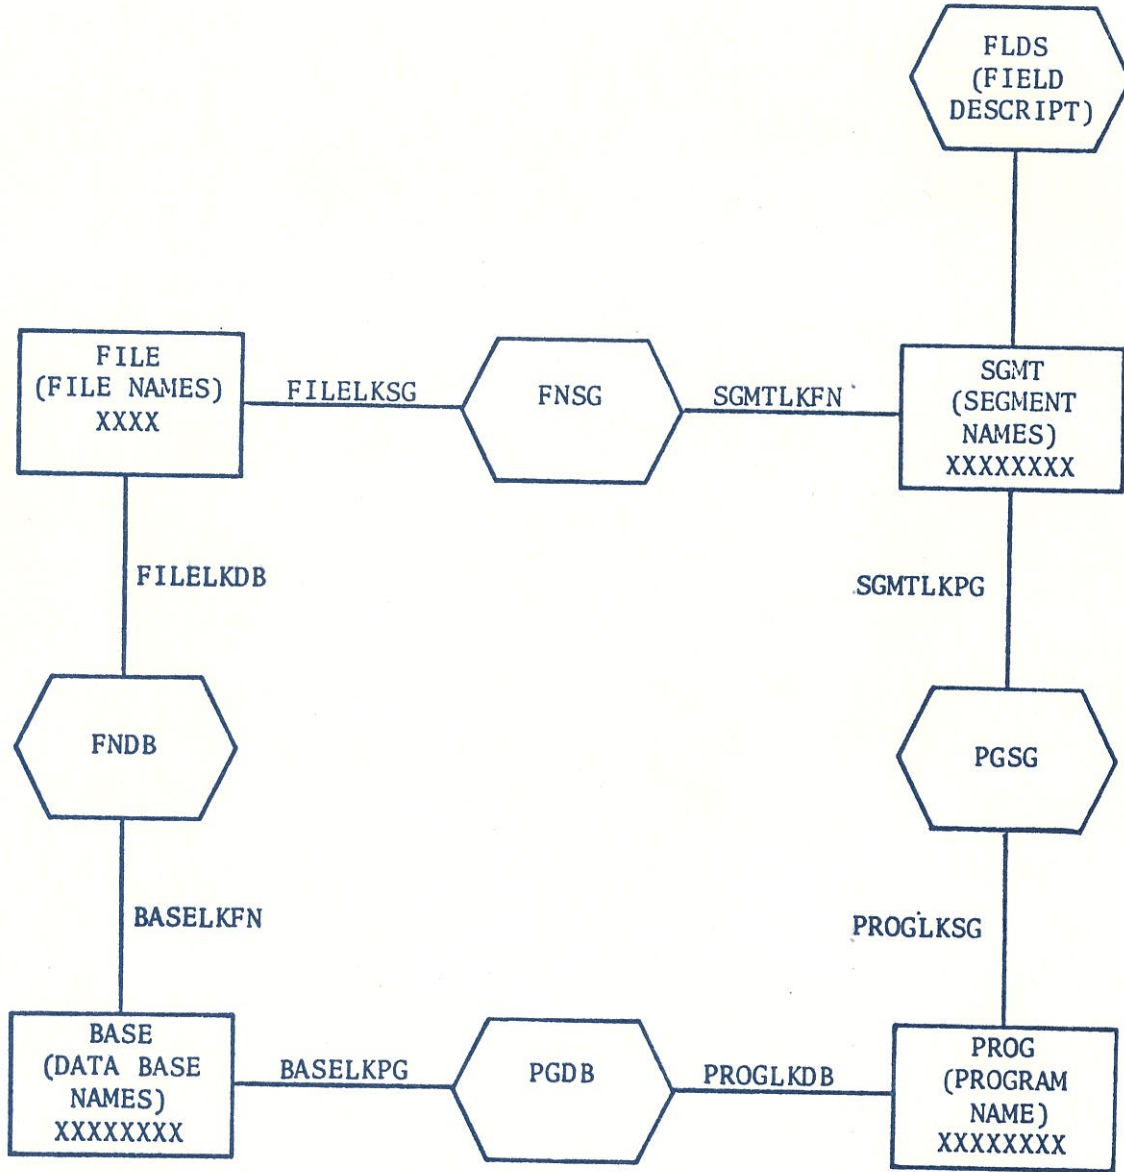 FLDS
(FIELD
DESCRIPT)
FILE
(FILE NAMES)
XXXX
FILELKSG
FNSG
SGMTLKFN
SGMT
(SEGMENT
NAMES)
XXXXXXXX
FILELKDB
SGMTLKPG
FNDB
PGSG
BASELKFN
PROGLKSG
BASE
(DATA BASE
NAMES)
XXXXXXXX
BASELKPG
PGDB
PROGLKDB
PROG
(PROGRAM
NAME)
XXXXXXXX